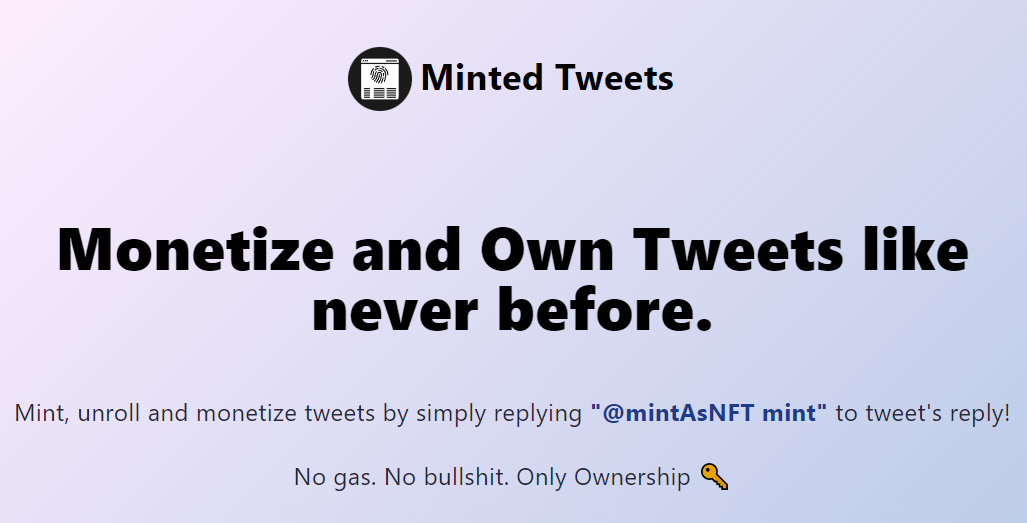 Minted Tweets
Monetize and Own Tweets like
never before.
Mint, unroll and monetize tweets by simply replying "@mintAsNFT mint" to tweet's reply!
No gas. No bullshit. Only Ownership 🔑